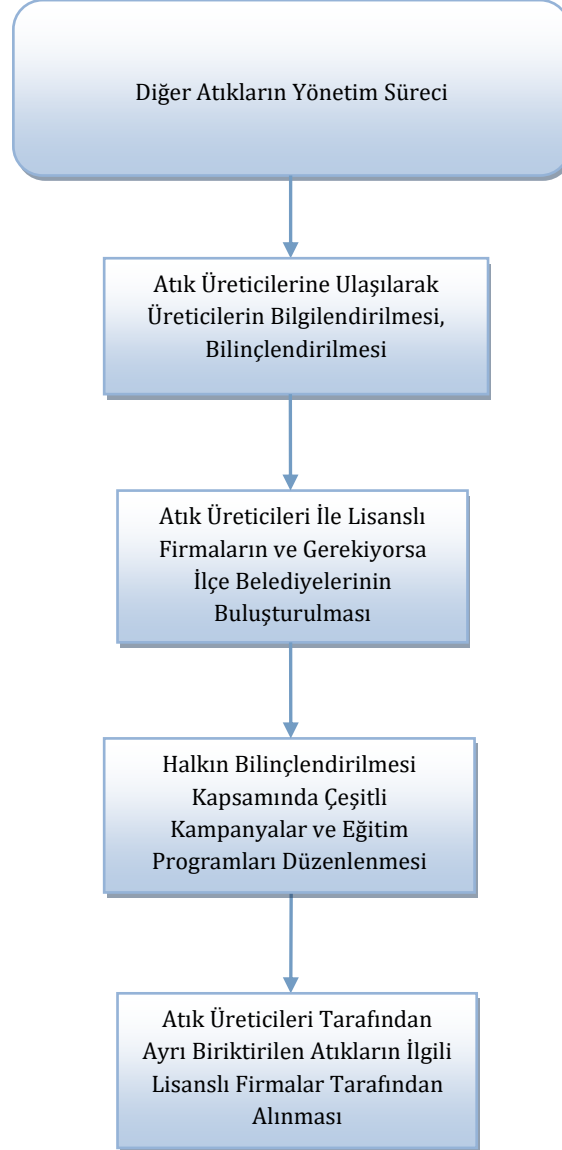 Diğer Atıkların Yönetim Süreci
Atık Üreticilerine Ulaşılarak
Üreticilerin Bilgilendirilmesi,
Bilinçlendirilmesi
Atık Üreticileri İle Lisanslı
Firmaların ve Gerekiyorsa
İlçe Belediyelerinin
Buluşturulması
Halkın Bilinçlendirilmesi
Kapsamında Çeşitli
Kampanyalar ve Eğitim
Programları Düzenlenmesi
Atık Üreticileri Tarafından
Ayrı Biriktirilen Atıkların İlgili
Lisanslı Firmalar Tarafından
Alınması